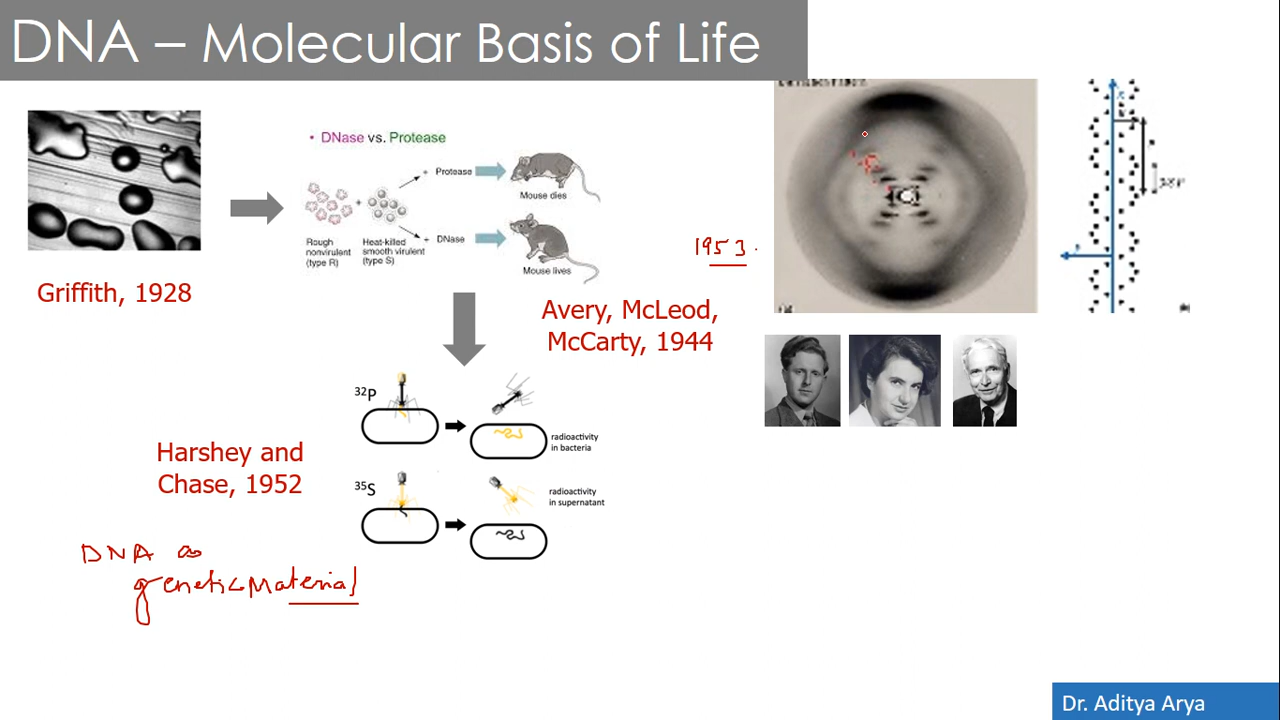 DNA – Molecular Basis of Life
• DNase vs. Protease
+ Protease
Mouse dies
+
+ DNase
Mouse lives
Rough
nonvirulent
(type R)
Heat-killed
smooth virulent
(type S)
Griffith, 1928
Avery, McLeod,
McCarty, 1944
1953.
32P
radioactivity
in bacteria
Harshey and
Chase, 1952
35S
radioactivity
in supernatant
DNA as
genetic Material
Dr. Aditya Arya